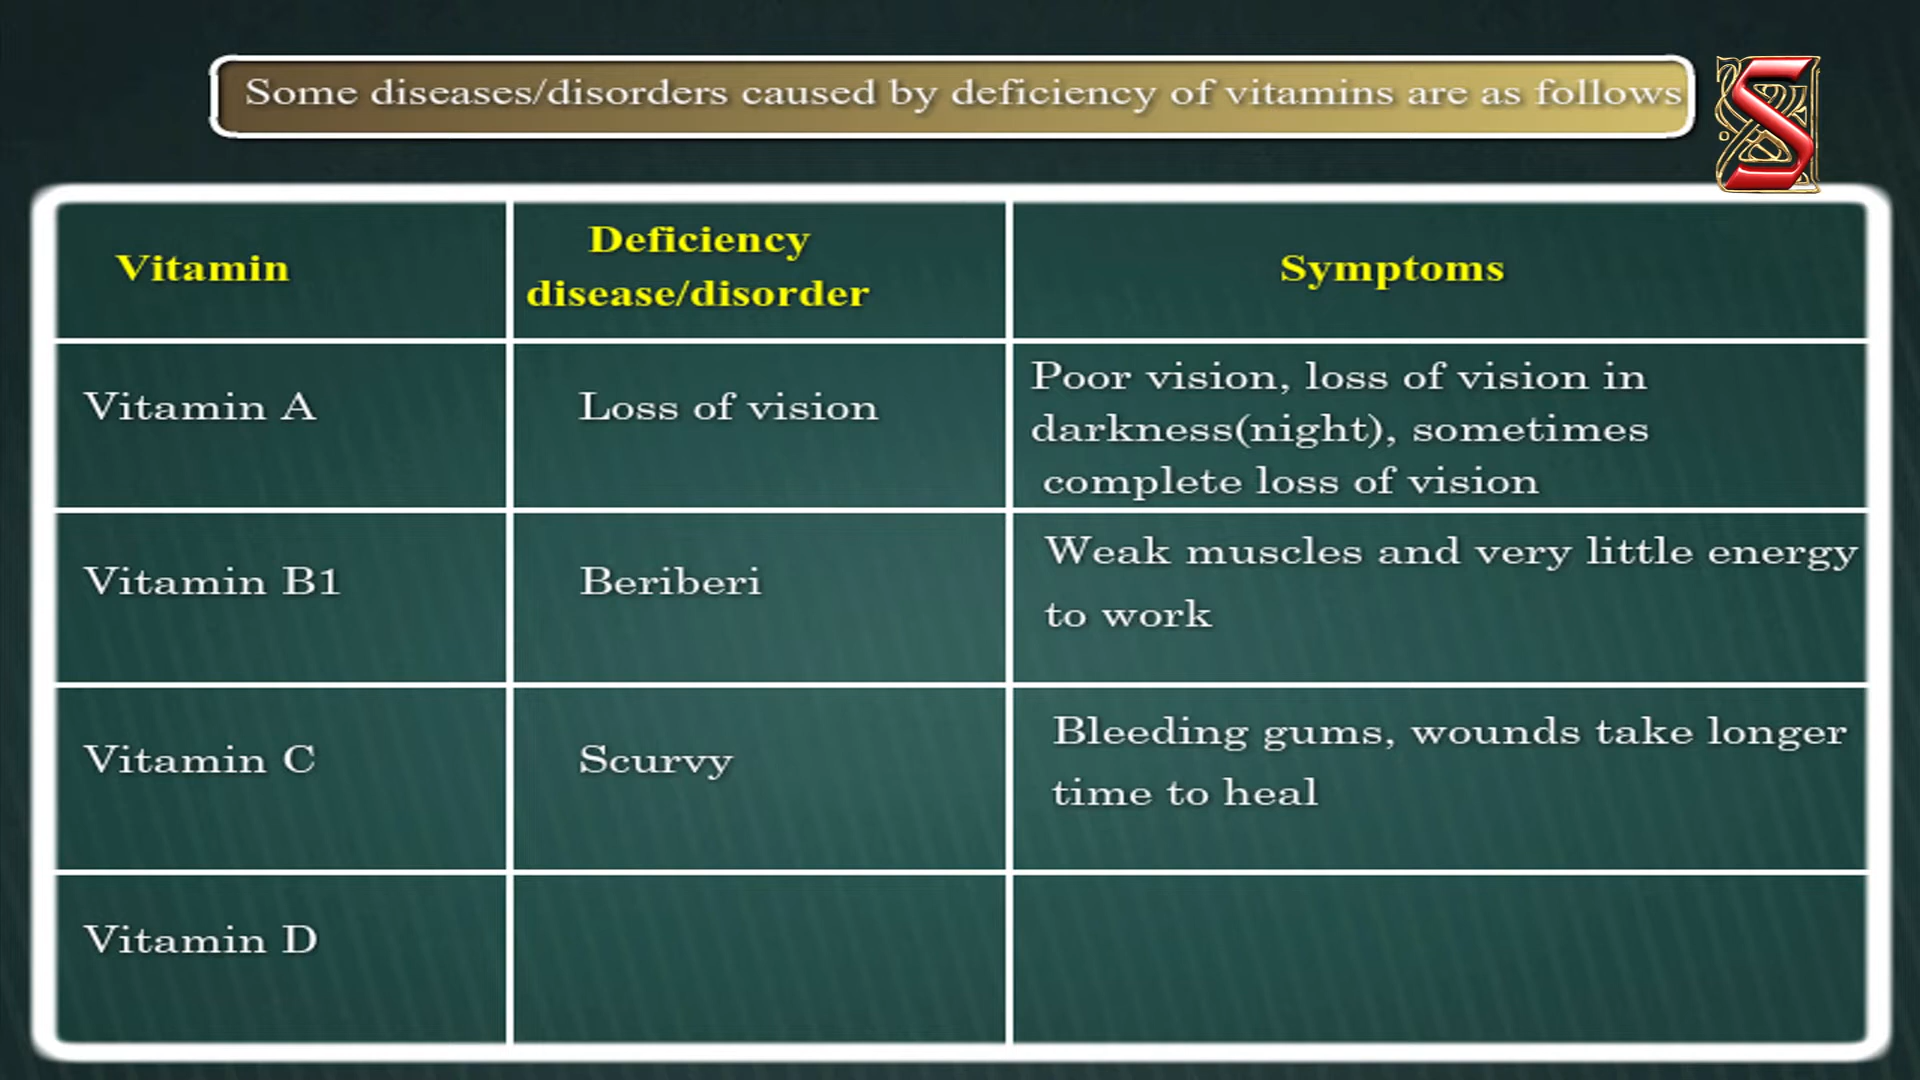 Some diseases/disorders caused by deficiency of vitamins are as follows
S
Vitamin
Deficiency
disease/disorder
Symptoms
Vitamin A
Loss of vision
Poor vision, loss of vision in
darkness(night), sometimes
complete loss of vision
Vitamin B1
Beriberi
Weak muscles and very little energy
to work
Vitamin C
Scurvy
Bleeding gums, wounds take longer
time to heal
Vitamin D